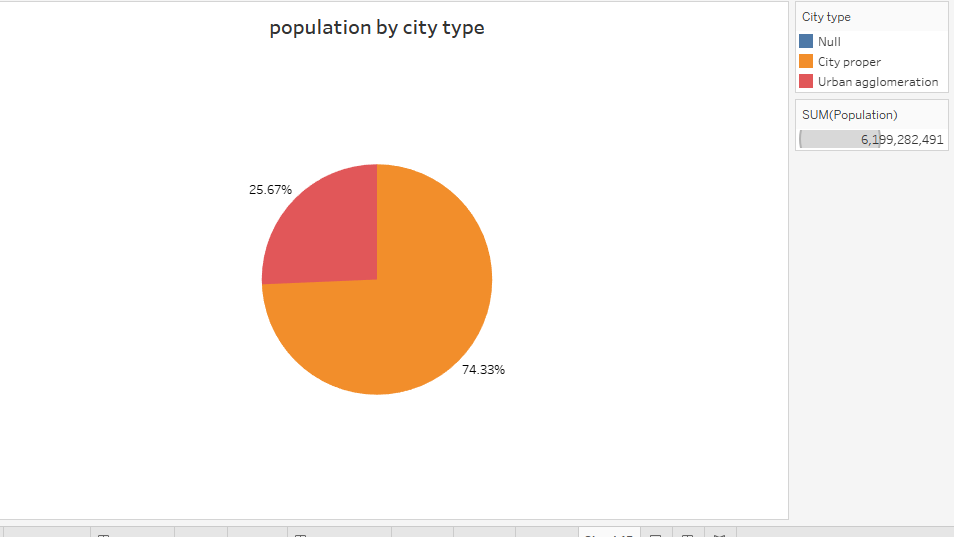 population by city type
25.67%
74.33%
City type
Null
City proper
Urban agglomeration
SUM(Population)
6,199,282,491